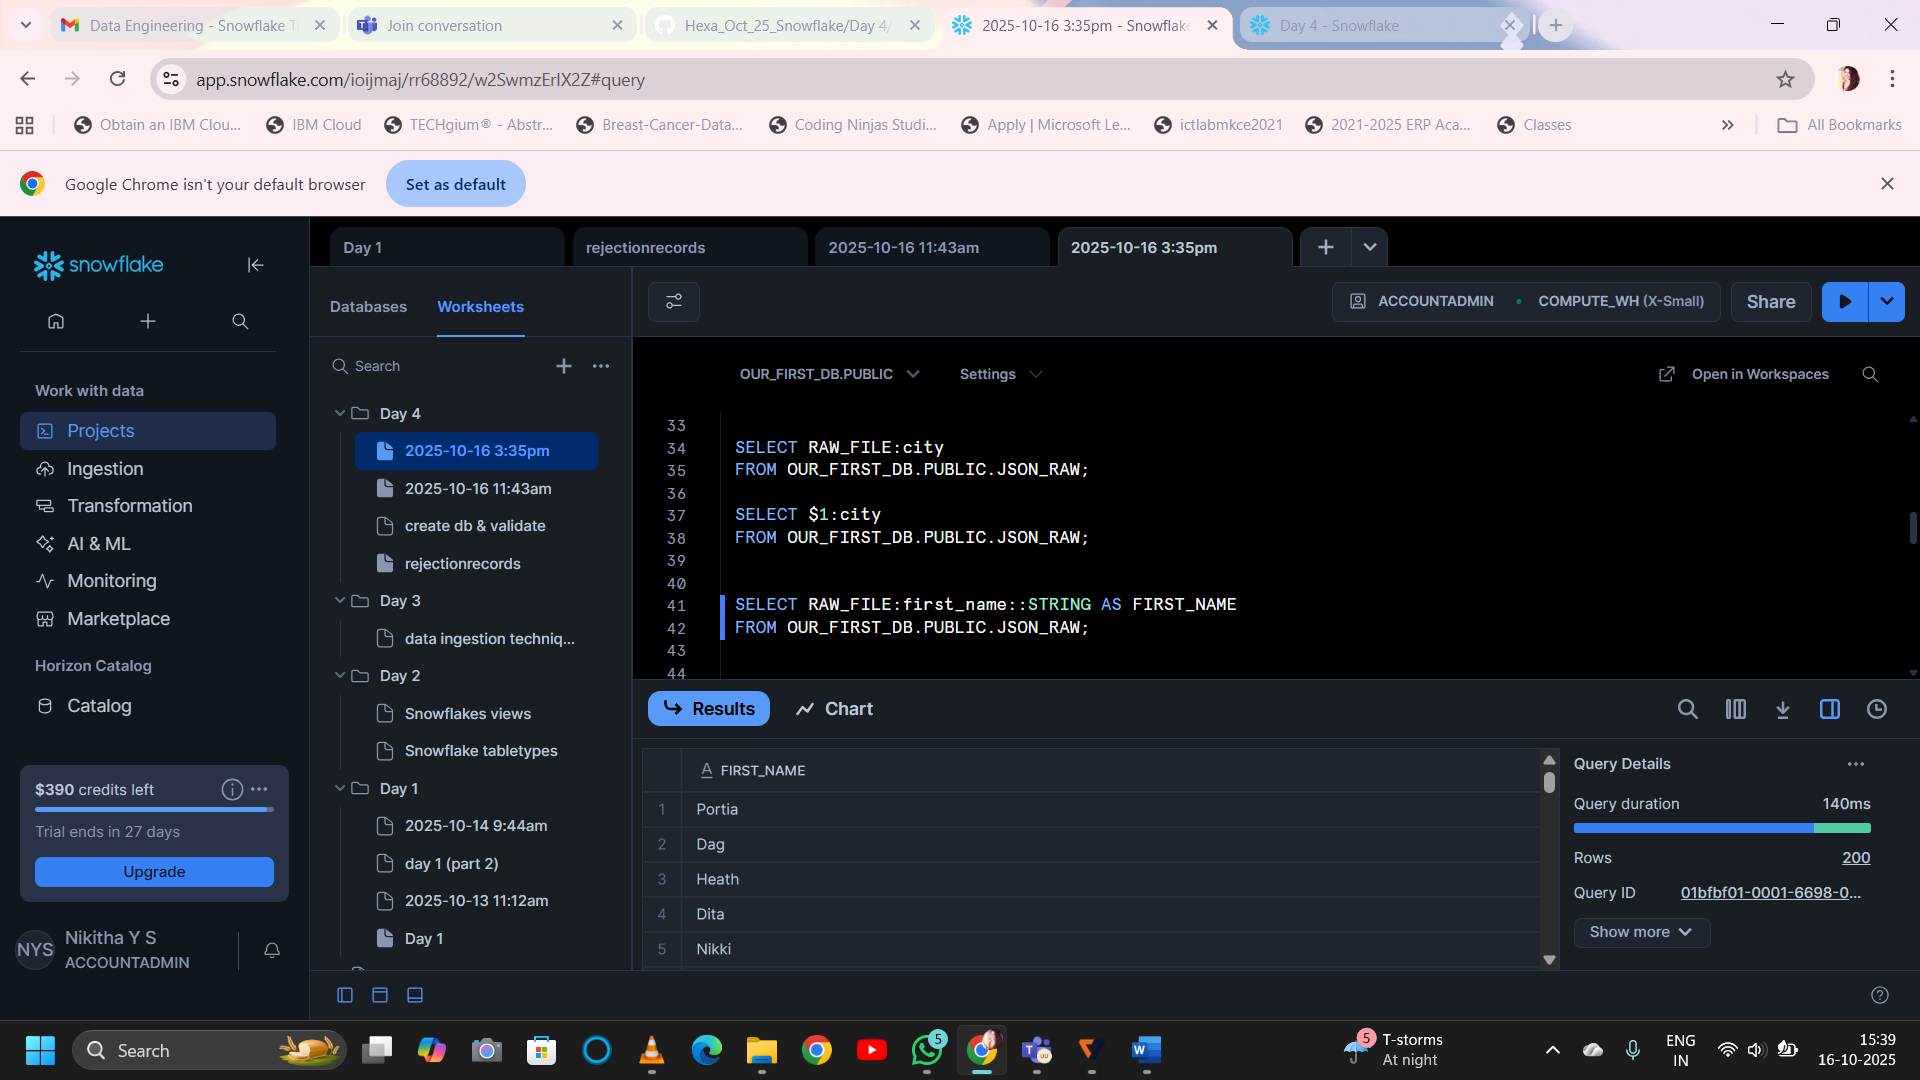 Data Engineering - Snowflake T
Join conversation
Hexa_Oct_25_Snowflake/Day 4/
2025-10-16 3:35pm - Snowflake
Day 4 - Snowflake
app.snowflake.com/ioijmaj/rr68892/w2SwmzErIX2Z#query
Obtain an IBM Clou...
IBM Cloud
TECHgium® - Abstr...
Breast-Cancer-Data...
Coding Ninjas Studi...
Apply | Microsoft Le...
ictlabmkce2021
2021-2025 ERP Aca...
Classes
All Bookmarks
Google Chrome isn't your default browser
Set as default
snowflake
Work with data
Projects
Ingestion
Transformation
AI & ML
Monitoring
Marketplace
Horizon Catalog
Catalog
$390 credits left
Trial ends in 27 days
Upgrade
NYS
Nikitha Y S
ACCOUNTADMIN
Day 1
rejectionrecords
2025-10-16 11:43am
2025-10-16 3:35pm
Databases
Worksheets
Search
Day 4
2025-10-16 3:35pm
2025-10-16 11:43am
create db & validate
rejectionrecords
Day 3
data ingestion techniq...
Day 2
Snowflakes views
Snowflake tabletypes
Day 1
2025-10-14 9:44am
day 1 (part 2)
2025-10-13 11:12am
Day 1
ACCOUNTADMIN
COMPUTE_WH (X-Small)
Share
OUR_FIRST_DB.PUBLIC
Settings
Open in Workspaces
33
34 SELECT RAW_FILE:city
35 FROM OUR_FIRST_DB.PUBLIC.JSON_RAW;
36
37 SELECT $1:city
38 FROM OUR_FIRST_DB.PUBLIC.JSON_RAW;
39
40
41 SELECT RAW_FILE:first_name::STRING AS FIRST_NAME
42 FROM OUR_FIRST_DB.PUBLIC.JSON_RAW;
43
44
Results
Chart
A FIRST_NAME
1 Portia
2 Dag
3 Heath
4 Dita
5 Nikki
Query Details
Query duration 140ms
Rows 200
Query ID 01bfbf01-0001-6698-0...
Show more
Search
5
5
T-storms
At night
ENG
IN
15:39
16-10-2025